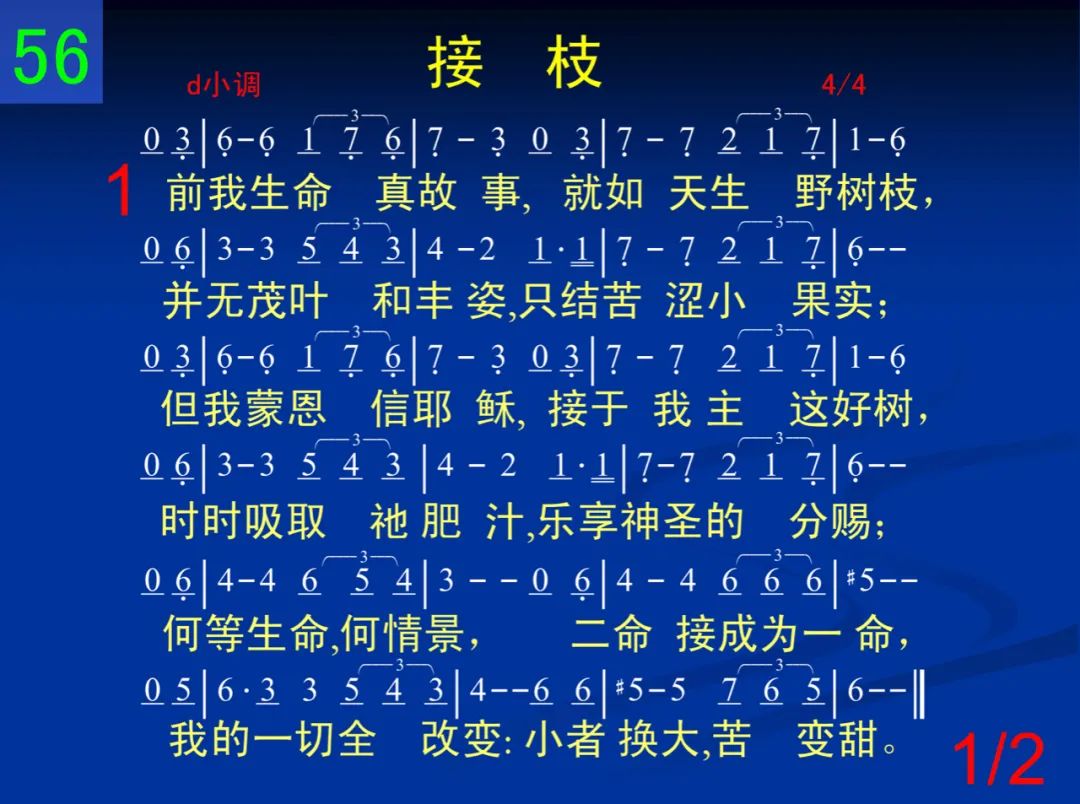 56
接 枝
d小调 4/4
0 3̣|6̣-6̣ 1 7̣ 6̣|7̣ - 3̣ 0 3̣|7̣ - 7̣ 2 1 7̣|1-6̣
1 前我生命 真故 事, 就如 天生 野树枝,
0 6̣|3-3 5 4 3|4 -2 1·1|7̣ - 7̣ 2 1 7̣|6̣--
并无茂叶 和丰 姿,只结苦 涩小 果实;
0 3̣|6̣-6̣ 1 7̣ 6̣|7̣ - 3̣ 0 3̣|7̣ - 7̣ 2 1 7̣|1-6̣
但我蒙恩 信耶 稣, 接于 我 主 这好树,
0 6̣|3-3 5 4 3|4 - 2 1·1|7̣-7̣ 2 1 7̣|6̣--
时时吸取 祂 肥 汁,乐享神圣的 分赐;
0 6̣|4-4 6 5 4|3 --0 6̣|4 - 4 6 6 6|#5--
何等生命,何情景, 二命 接成为一 命,
0 5|6·3 3 5 4 3|4--6 6|#5-5 7 6 5|6--‖
我的一切全 改变: 小者 换大,苦 变甜。
1/2